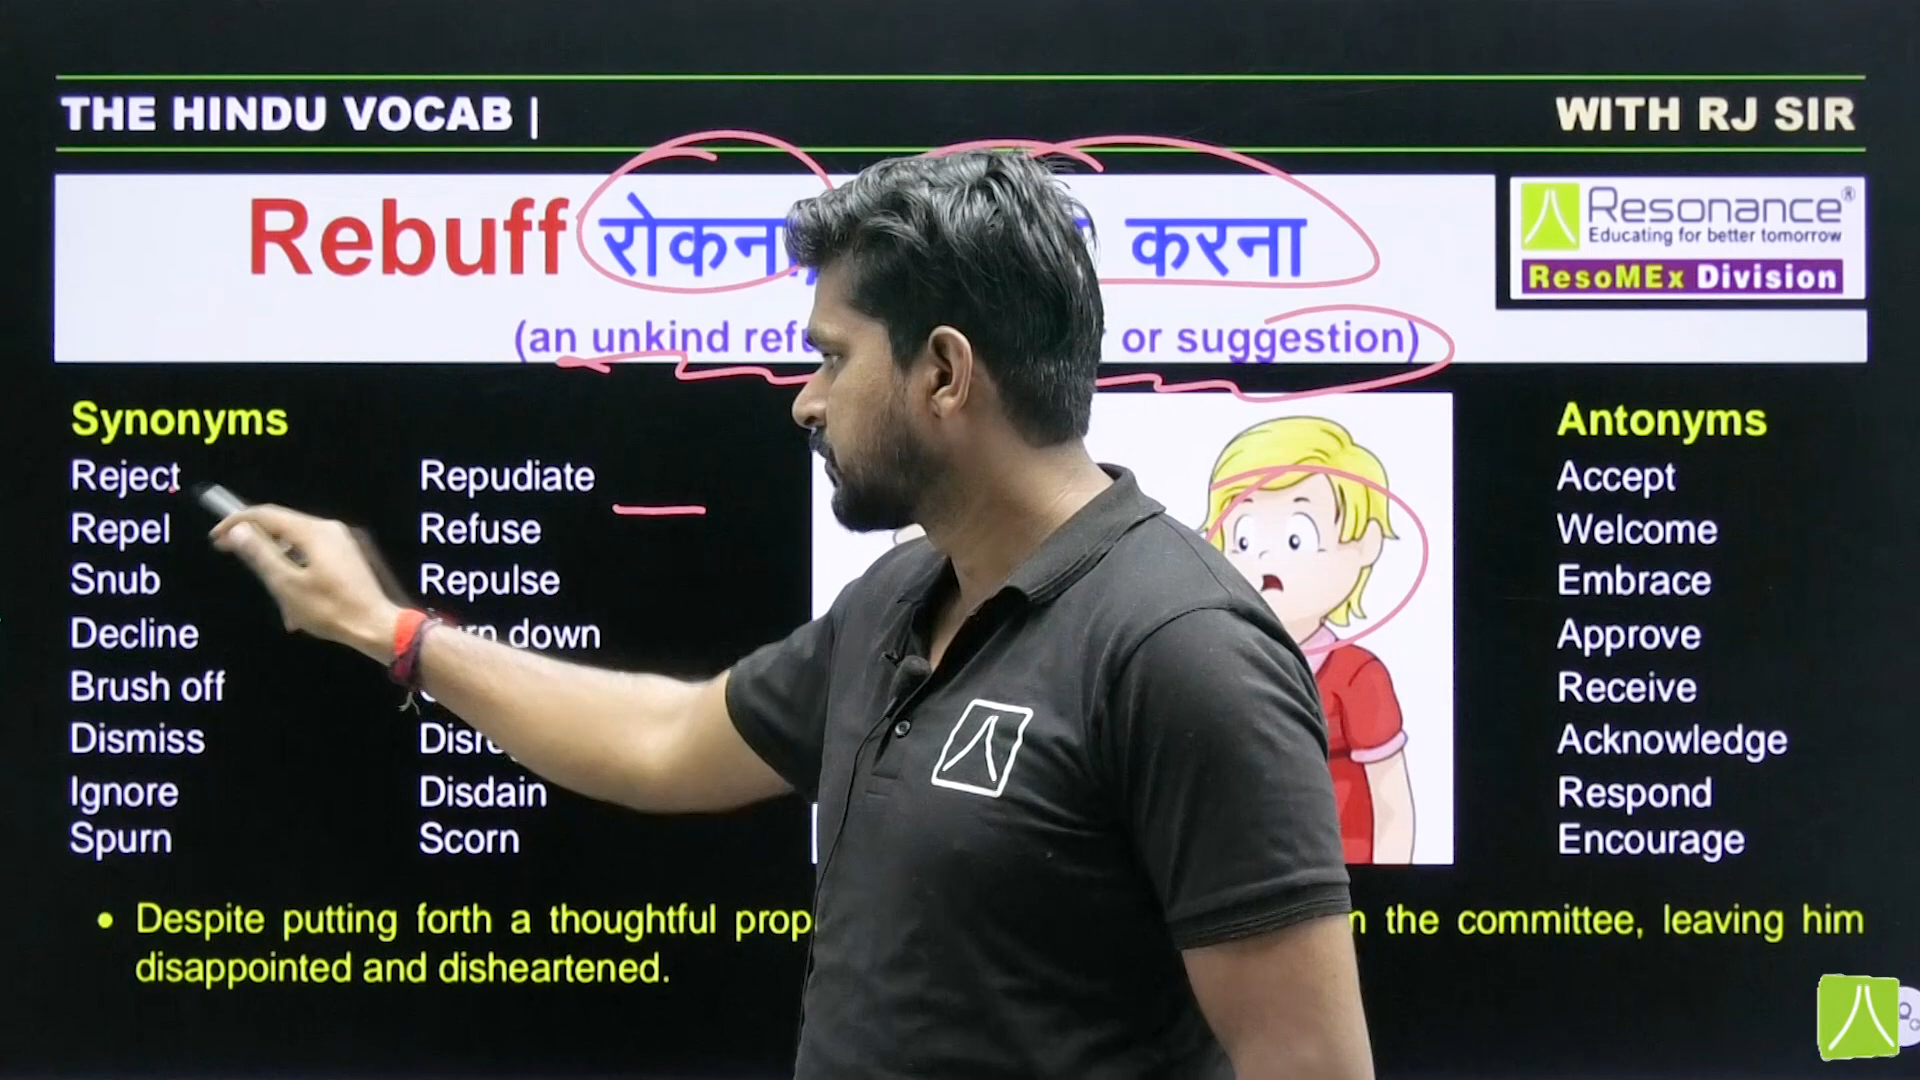 THE HINDU VOCAB |
WITH RJ SIR
Rebuff रोकना, करना
(an unkind or suggestion)
Resonance®
Educating for better tomorrow
ResoMEx Division
Synonyms
Reject
Repel
Snub
Decline
Brush off
Dismiss
Ignore
Spurn
Repudiate
Refuse
Repulse
down
Disdain
Scorn
Antonyms
Accept
Welcome
Embrace
Approve
Receive
Acknowledge
Respond
Encourage
• Despite putting forth a thoughtful the committee, leaving him
disappointed and disheartened.